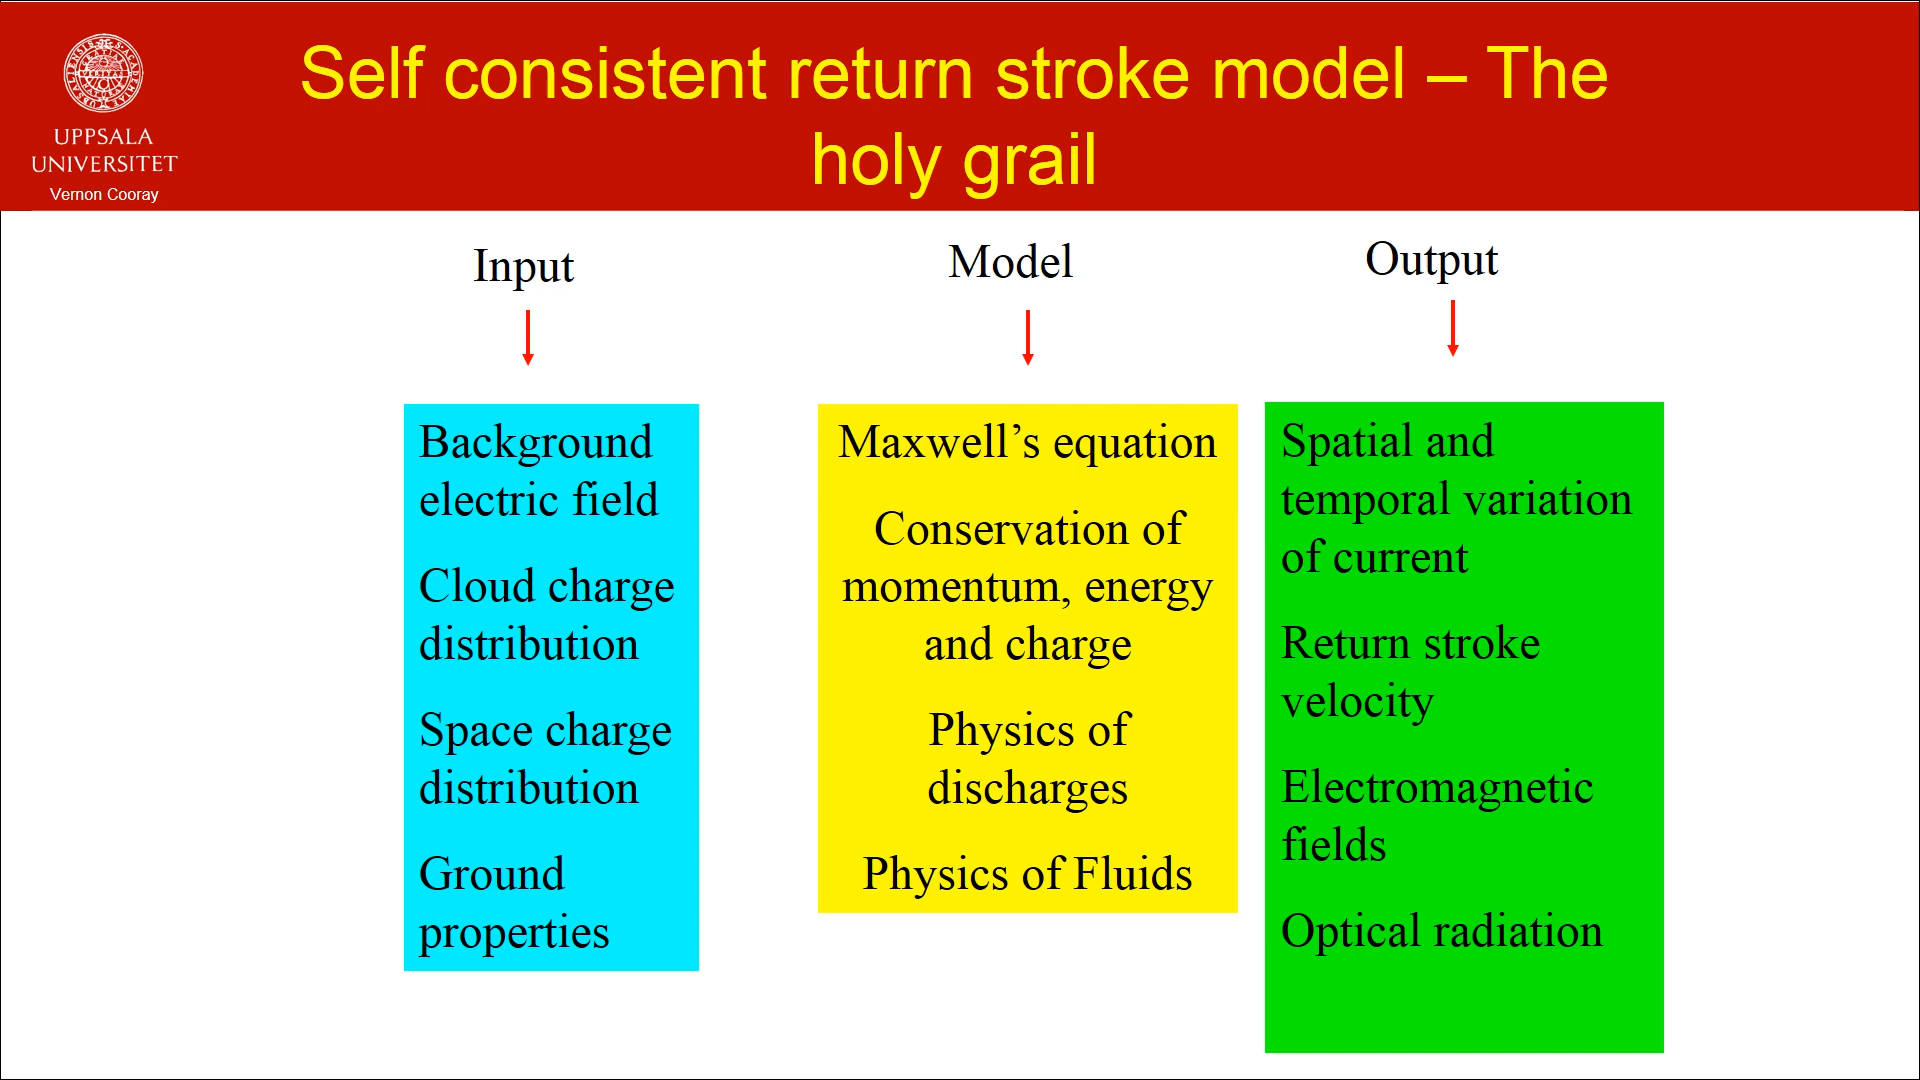 Self consistent return stroke model – The
holy grail
UPPSALA
UNIVERSITET
Vernon Cooray
Input
Model
Output
Background
electric field
Cloud charge
distribution
Space charge
distribution
Ground
properties
Maxwell’s equation
Conservation of
momentum, energy
and charge
Physics of
discharges
Physics of Fluids
Spatial and
temporal variation
of current
Return stroke
velocity
Electromagnetic
fields
Optical radiation